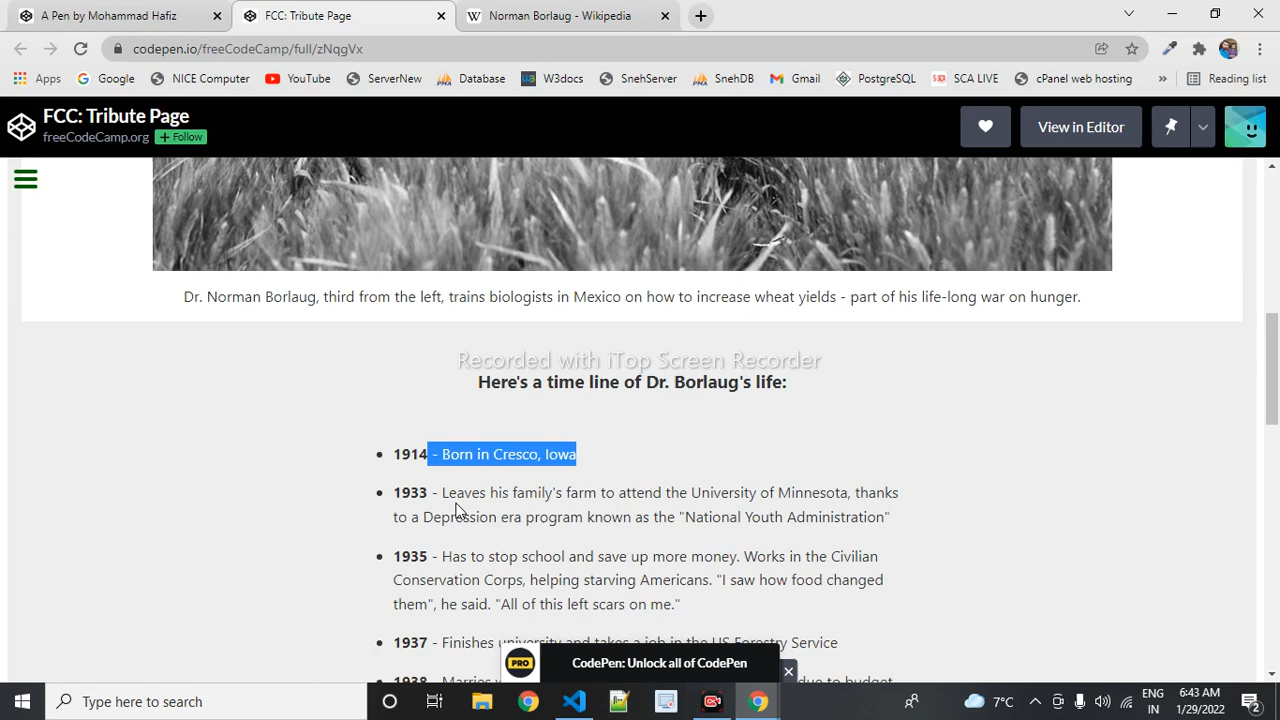 A Pen by Mohammad Hafiz
FCC: Tribute Page
Norman Borlaug - Wikipedia
codepen.io/freeCodeCamp/full/zNqgVx
Apps Google NICE Computer YouTube ServerNew Database W3docs SnehServer SnehDB Gmail PostgreSQL SCA LIVE cPanel web hosting » Reading list
FCC: Tribute Page
freeCodeCamp.org + Follow
View in Editor
Dr. Norman Borlaug, third from the left, trains biologists in Mexico on how to increase wheat yields - part of his life-long war on hunger.
Recorded with iTop Screen Recorder
Here's a time line of Dr. Borlaug's life:
1914 - Born in Cresco, Iowa
1933 - Leaves his family's farm to attend the University of Minnesota, thanks
to a Depression era program known as the "National Youth Administration"
1935 - Has to stop school and save up more money. Works in the Civilian
Conservation Corps, helping starving Americans. "I saw how food changed
them", he said. "All of this left scars on me."
1937 - Finishes university and takes a job in the US Forestry Service
1938 - Marries due to budget
PRO CodePen: Unlock all of CodePen
Type here to search
7°C
ENG
IN
6:43 AM
1/29/2022
2